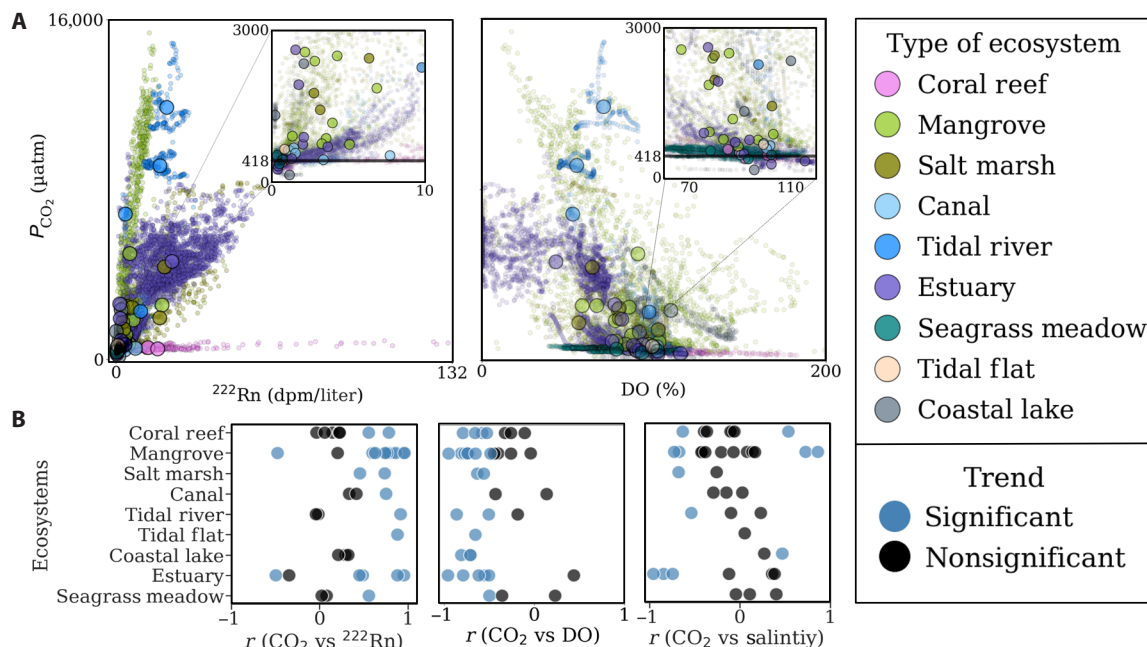 A
16,000
P_CO₂ (µatm)
0
0
132
²²²Rn (dpm/liter)
3000
418
0
0
10
0
200
DO (%)
3000
418
0
70
110
Type of ecosystem
Coral reef
Mangrove
Salt marsh
Canal
Tidal river
Estuary
Seagrass meadow
Tidal flat
Coastal lake
Trend
Significant
Nonsignificant
B
Ecosystems
Coral reef
Mangrove
Salt marsh
Canal
Tidal river
Tidal flat
Coastal lake
Estuary
Seagrass meadow
−1 0 1
r (CO₂ vs ²²²Rn)
−1 0 1
r (CO₂ vs DO)
−1 0 1
r (CO₂ vs salintiy)